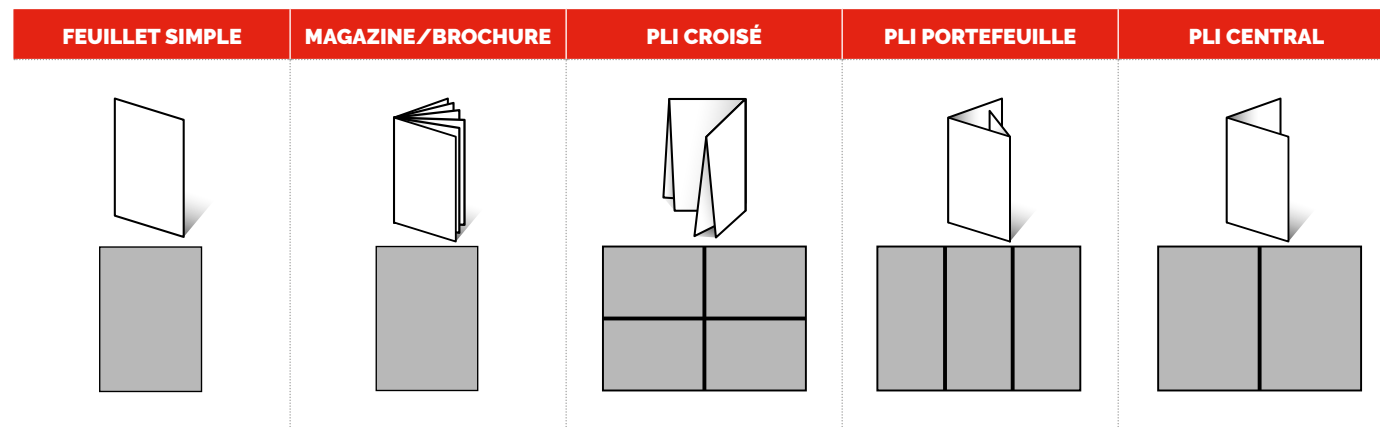 FEUILLET SIMPLE
MAGAZINE/BROCHURE
PLI CROISÉ
PLI PORTEFEUILLE
PLI CENTRAL